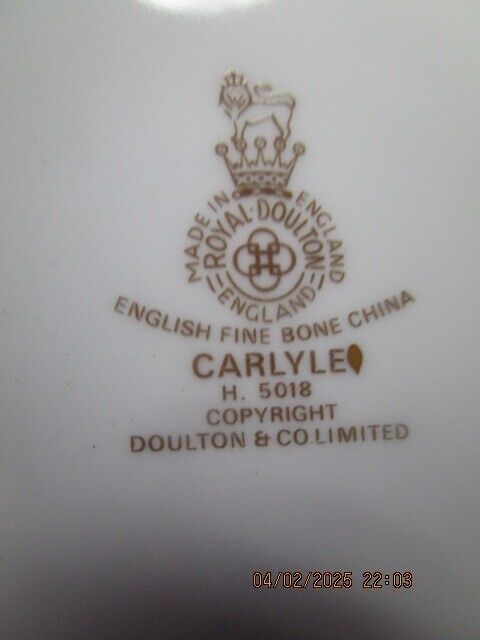 MADE IN ENGLAND
ROYAL·DOULTON
ENGLAND
ENGLISH FINE BONE CHINA
CARLYLE
H. 5018
COPYRIGHT
DOULTON & CO.LIMITED
04/02/2025 22:03